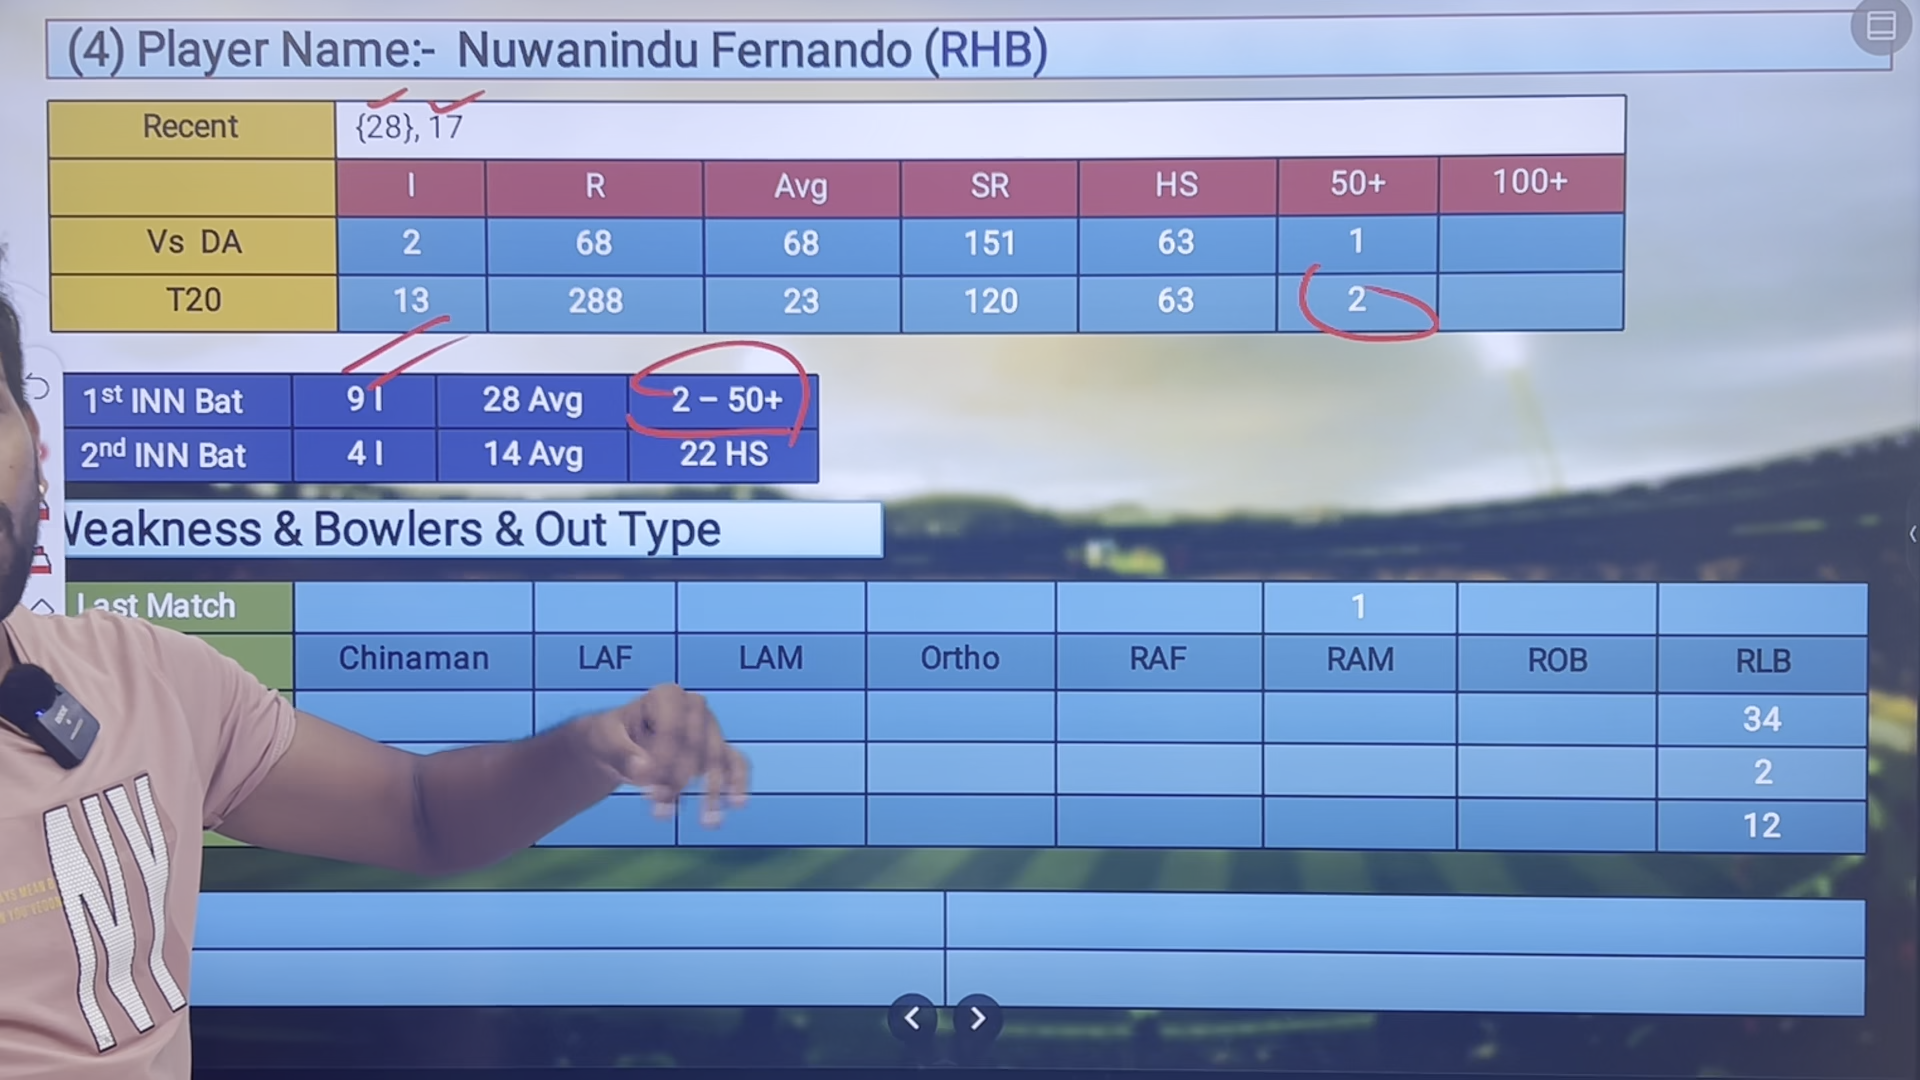 (4) Player Name:- Nuwanindu Fernando (RHB)
Recent {28}, 17
I R Avg SR HS 50+ 100+
Vs DA 2 68 68 151 63 1
T20 13 288 23 120 63 2
1st INN Bat 9 I 28 Avg 2 – 50+
2nd INN Bat 4 I 14 Avg 22 HS
Weakness & Bowlers & Out Type
Last Match 1
Chinaman LAF LAM Ortho RAF RAM ROB RLB
34
2
12
NY